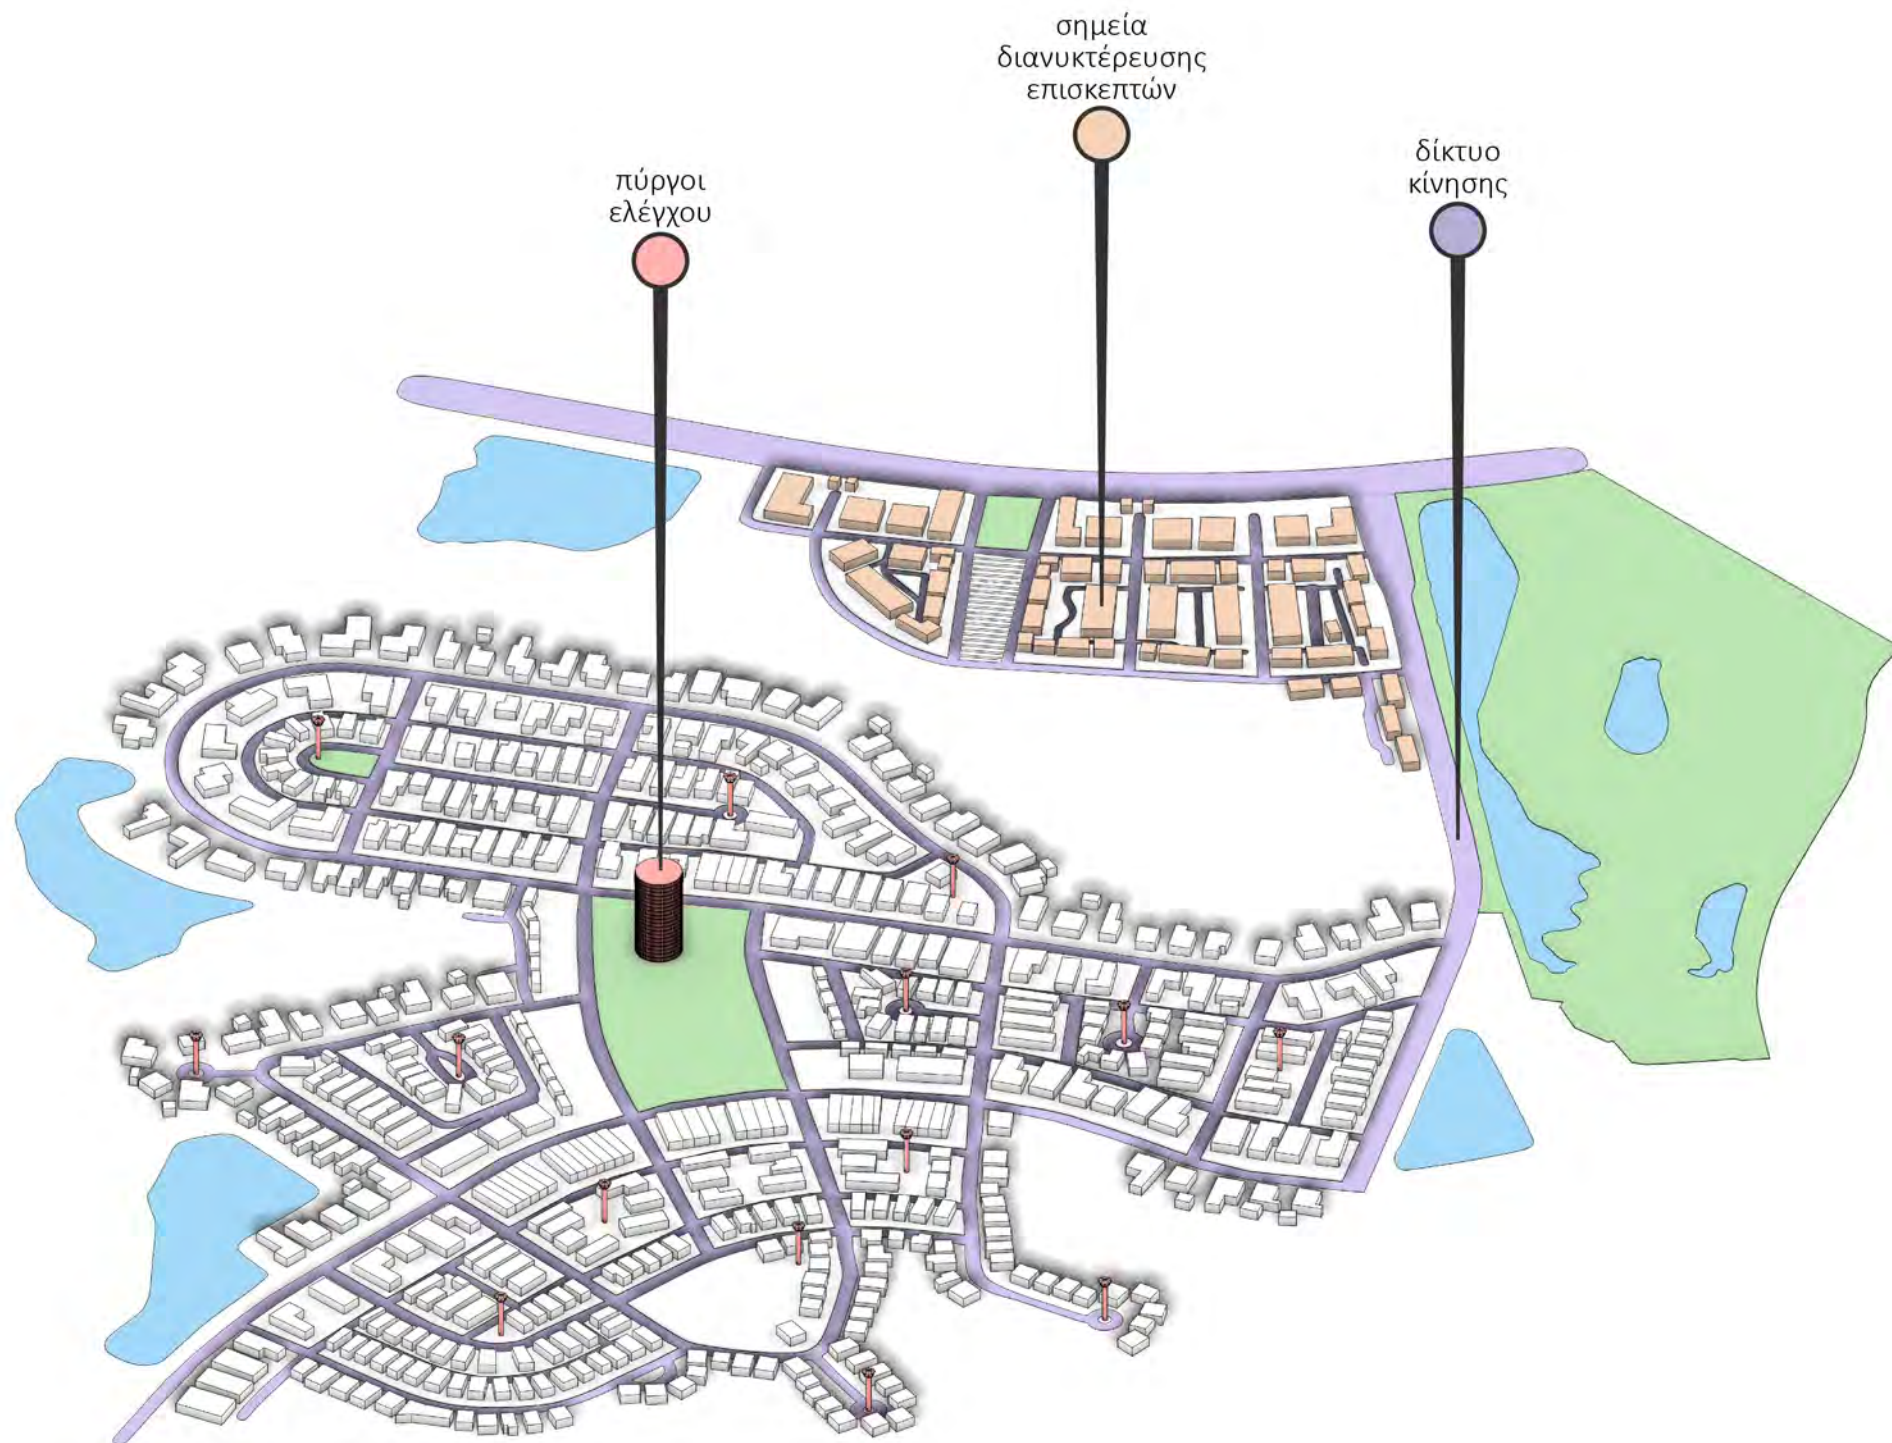 σημεία
διανυκτέρευσης
επισκεπτών
δίκτυο
κίνησης
πύργοι
ελέγχου